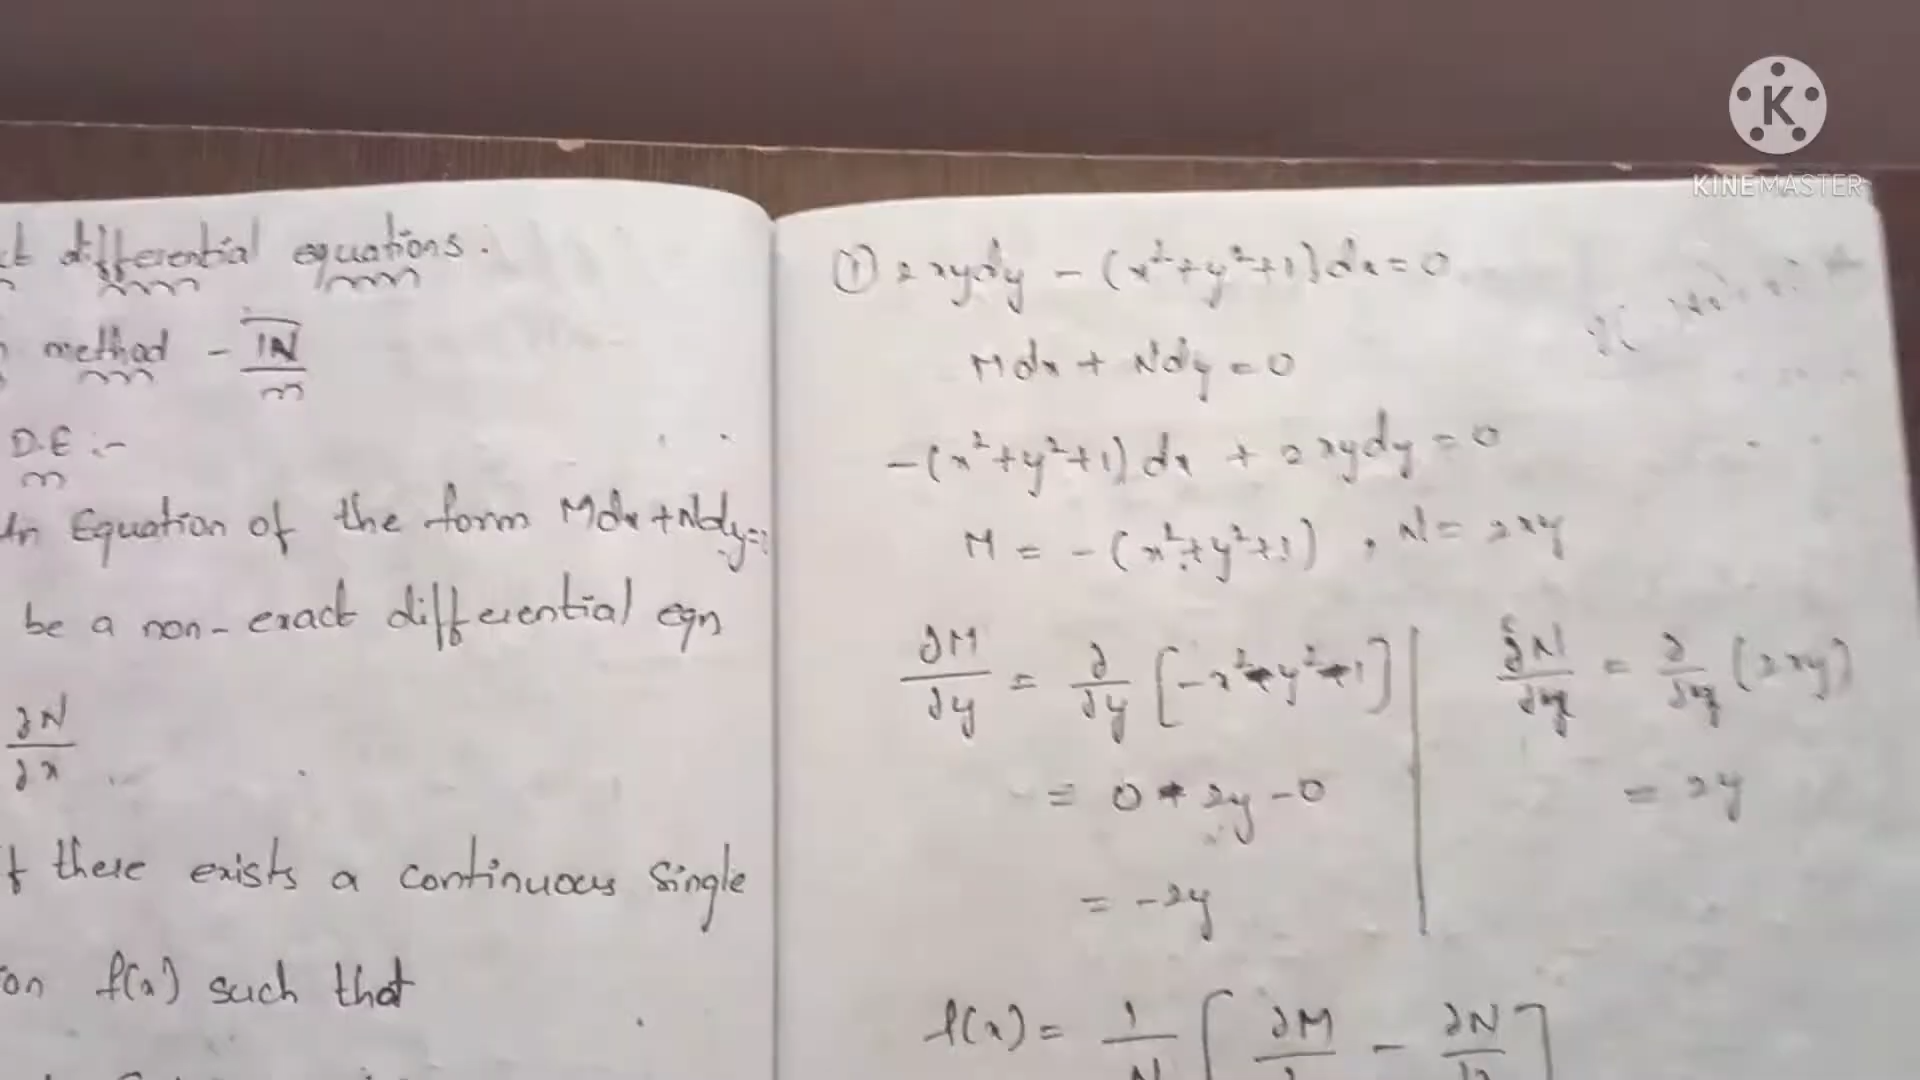 K
KINEMASTER
differential equations.
method - IN
D.E :-
An Equation of the form Mdx+Ndy=
be a non-exact differential eqn
∂N
∂x
if there exists a continuous single
f(x) such that
① 2xydy - (x²+y²+1)dx=0
Mdx + Ndy=0
-(x²+y²+1)dx + 2xydy=0
M = -(x²+y²+1), N= 2xy
∂M/∂y = ∂/∂y [-x²-y²-1] ∂N/∂x = ∂/∂x (2xy)
= 0-2y-0 = 2y
= -2y
f(x) = 1/N [∂M - ∂N]